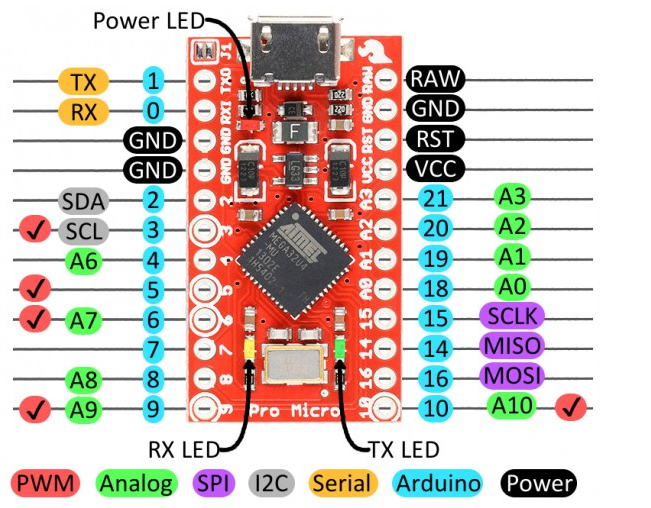 Power LED
J1
TX 1 TX0 RAW RAW
RX 0 RX1 GND GND
GND GND RST RST
GND GND VCC VCC
SDA 2 2 A3 21 A3
✓ SCL 3 3 A2 20 A2
A6 4 4 A1 19 A1
✓ 5 5 A0 18 A0
✓ A7 6 6 15 15 SCLK
7 7 14 14 MISO
A8 8 8 16 16 MOSI
✓ A9 9 9 10 10 A10 ✓
F
ATMEL
MEGA32U4
-MU
Pro Micro
RX LED TX LED
PWM Analog SPI I2C Serial Arduino Power